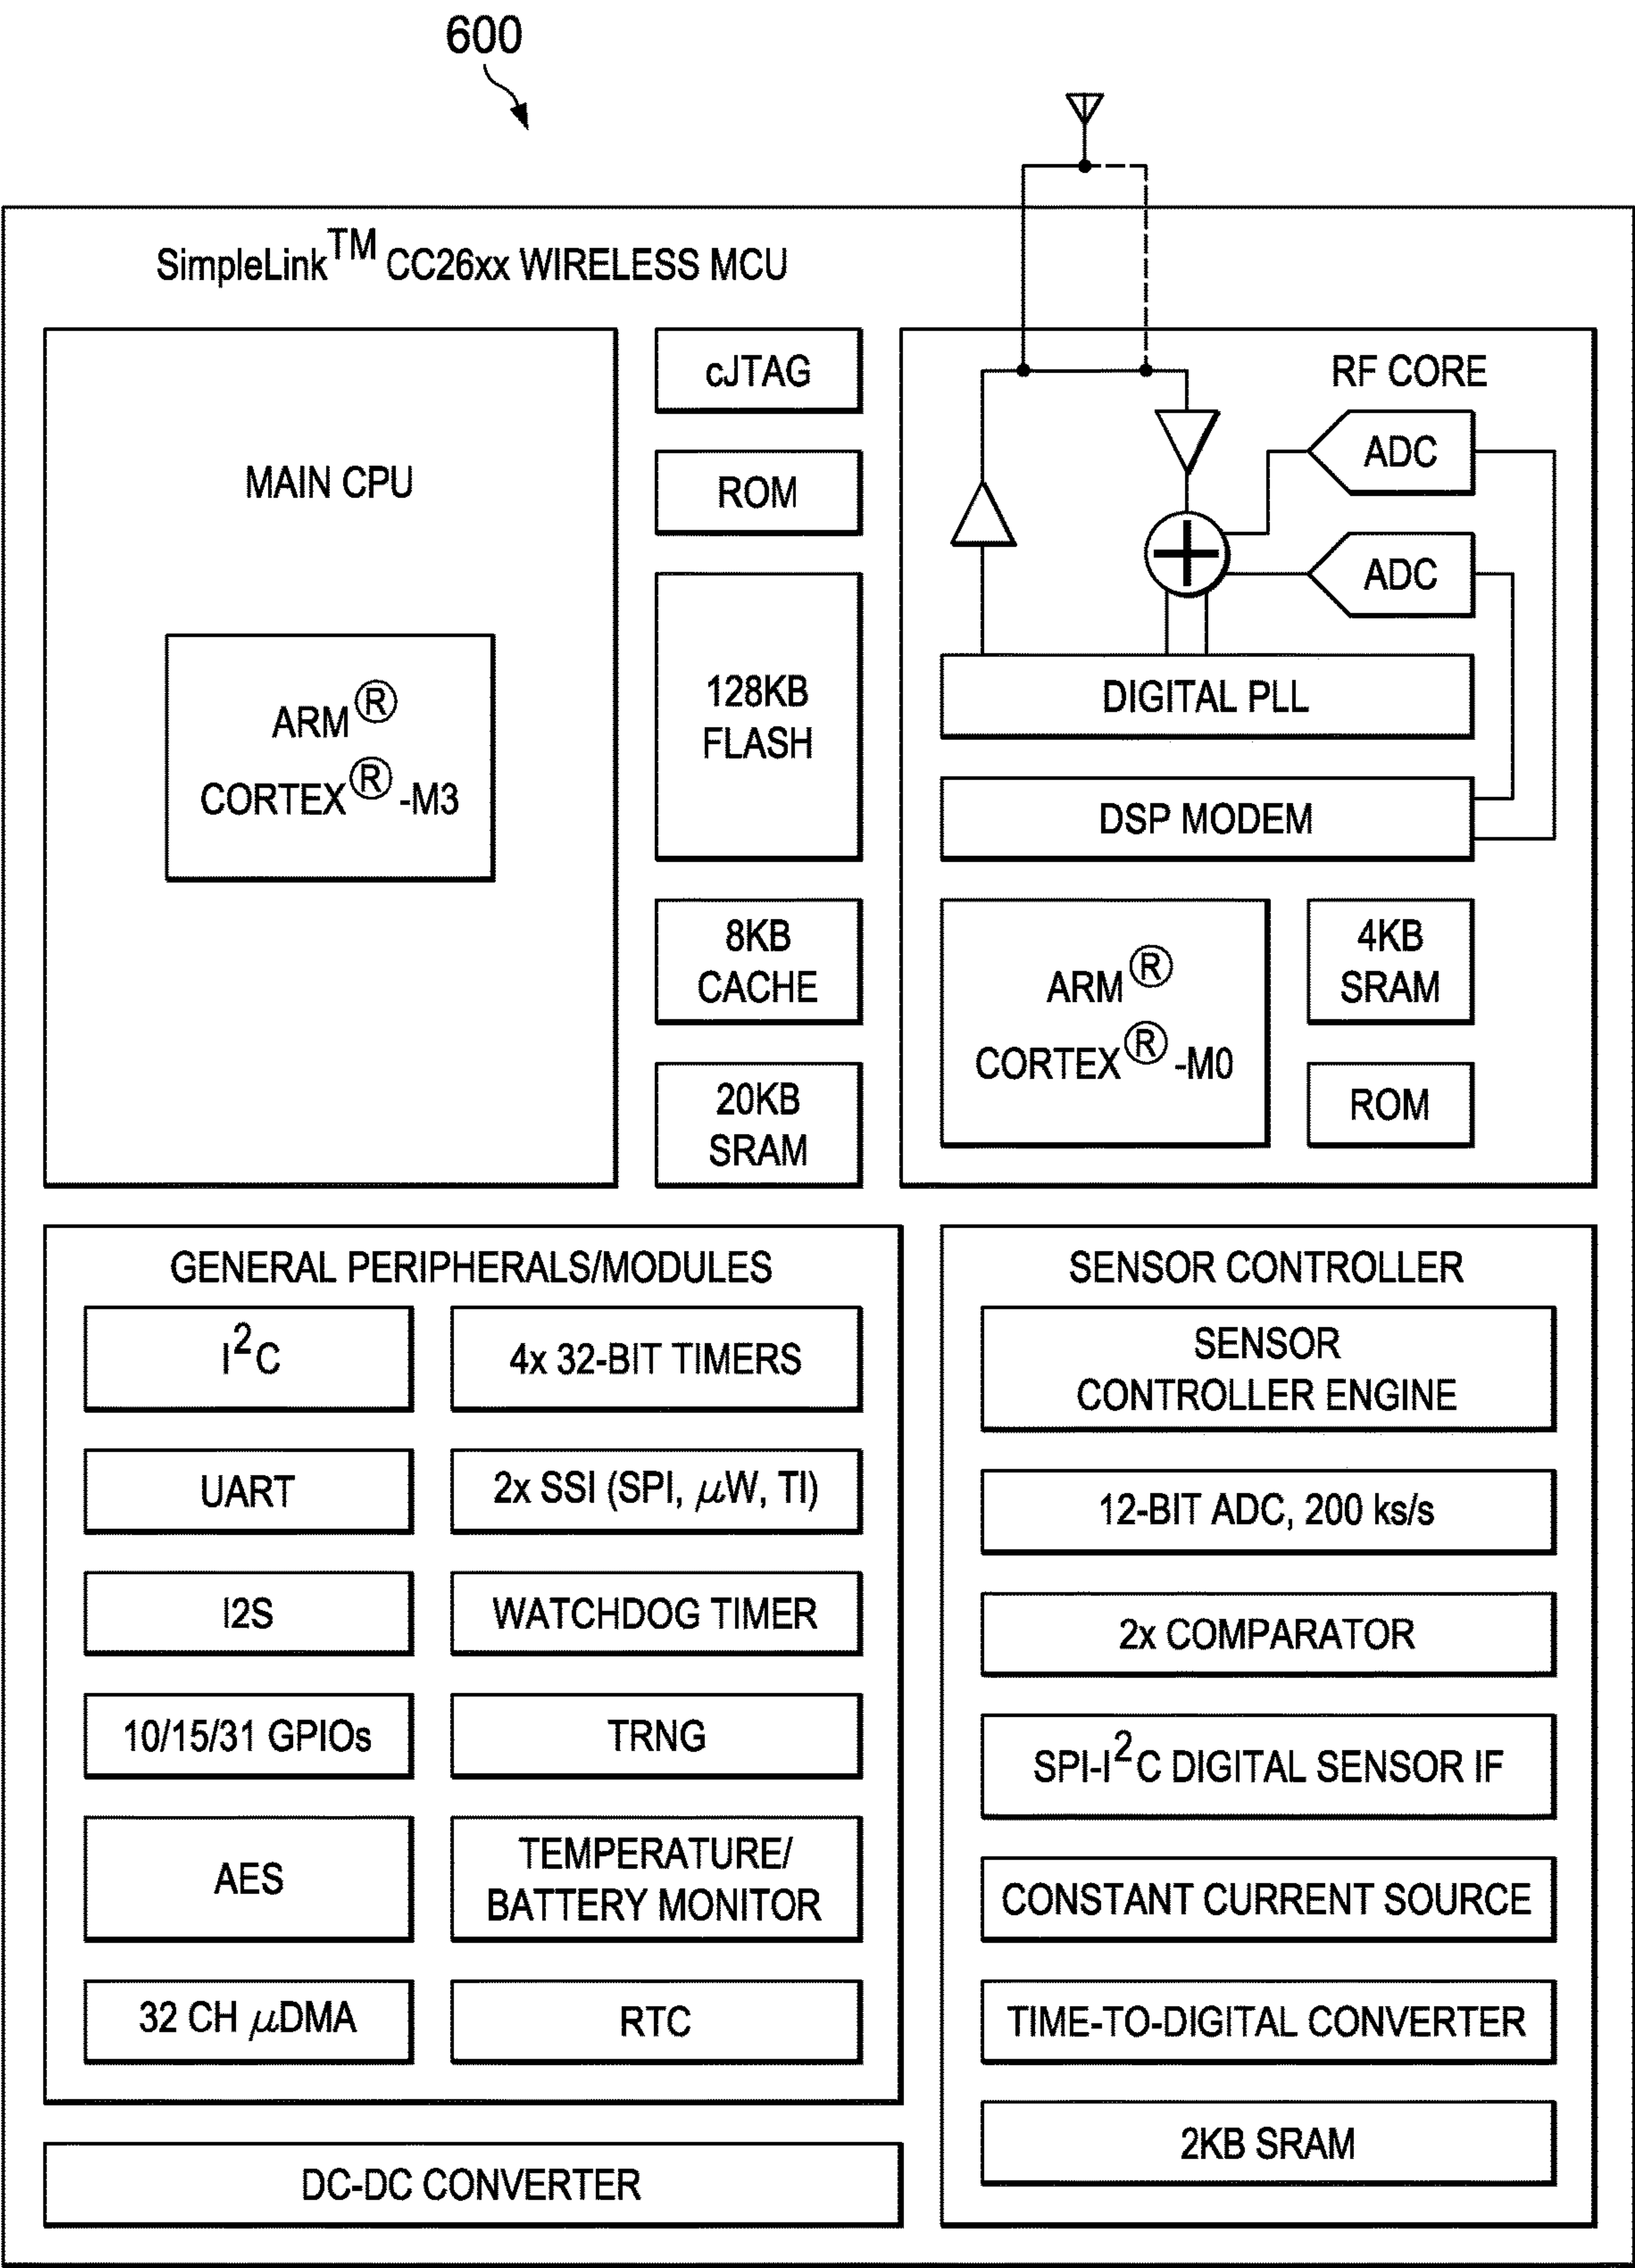 600
SimpleLink™ CC26xx WIRELESS MCU
MAIN CPU
ARM®
CORTEX®-M3
cJTAG
ROM
128KB
FLASH
8KB
CACHE
20KB
SRAM
RF CORE
ADC
ADC
DIGITAL PLL
DSP MODEM
ARM®
CORTEX®-M0
4KB
SRAM
ROM
GENERAL PERIPHERALS/MODULES
I²C
4x 32-BIT TIMERS
UART
2x SSI (SPI, μW, TI)
I2S
WATCHDOG TIMER
10/15/31 GPIOs
TRNG
AES
TEMPERATURE/
BATTERY MONITOR
32 CH μDMA
RTC
SENSOR CONTROLLER
SENSOR
CONTROLLER ENGINE
12-BIT ADC, 200 ks/s
2x COMPARATOR
SPI-I²C DIGITAL SENSOR IF
CONSTANT CURRENT SOURCE
TIME-TO-DIGITAL CONVERTER
2KB SRAM
DC-DC CONVERTER